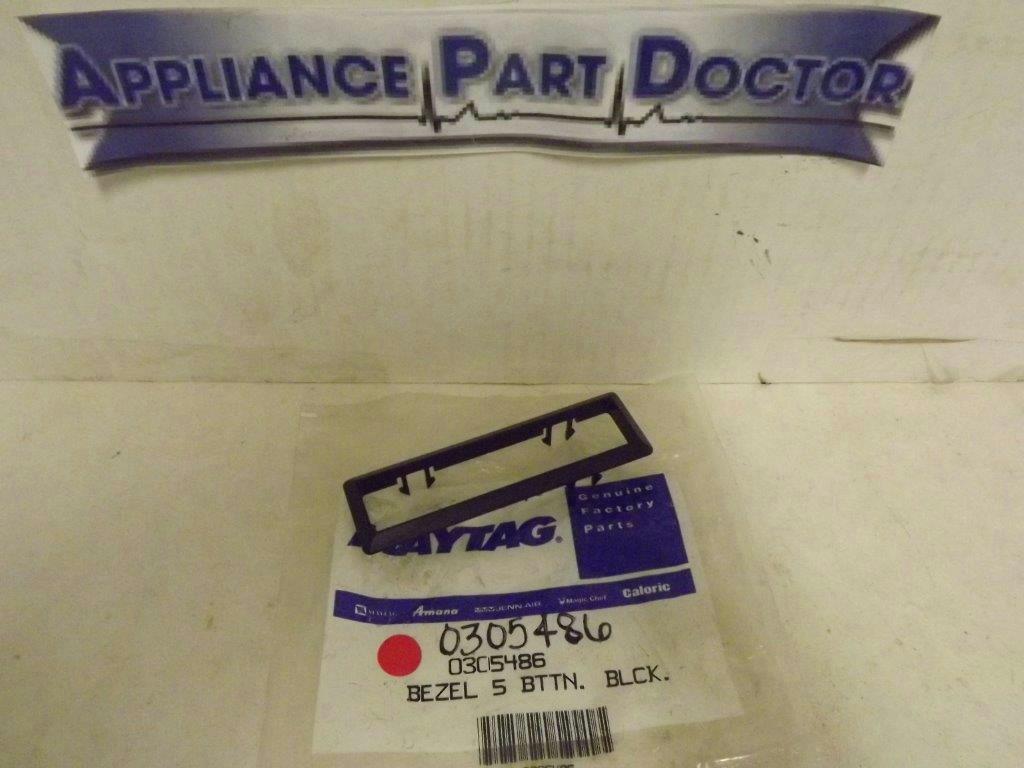 APPLIANCE PART DOCTOR
MAYTAG®
Genuine
Factory
Parts
MAYTAG Amana JENN-AIR Magic Chef Caloric
0305486
0305486
BEZEL 5 BTTN. BLCK.